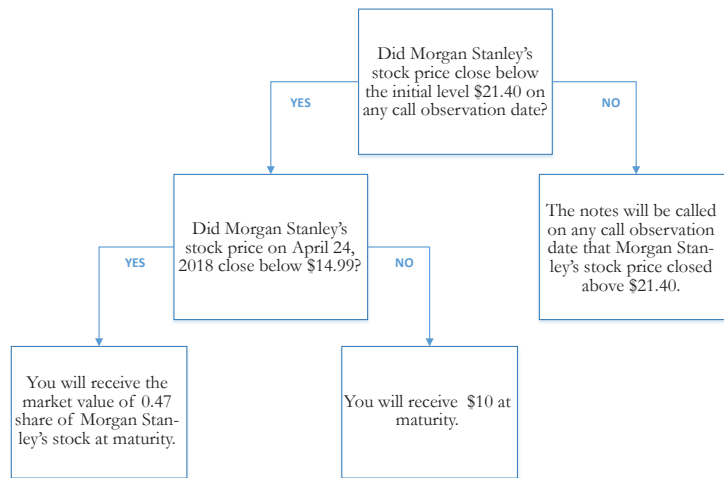 Did Morgan Stanley’s
stock price close below
the initial level $21.40 on
any call observation date?
YES
NO
Did Morgan Stanley’s
stock price on April 24,
2018 close below $14.99?
The notes will be called
on any call observation
date that Morgan Stan-
ley’s stock price closed
above $21.40.
YES
NO
You will receive the
market value of 0.47
share of Morgan Stan-
ley’s stock at maturity.
You will receive $10 at
maturity.